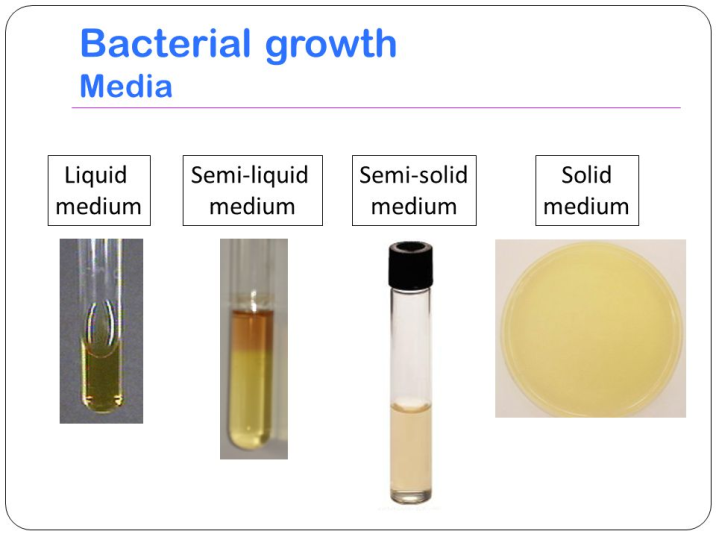 Bacterial growth
Media
Liquid
medium
Semi-liquid
medium
Semi-solid
medium
Solid
medium